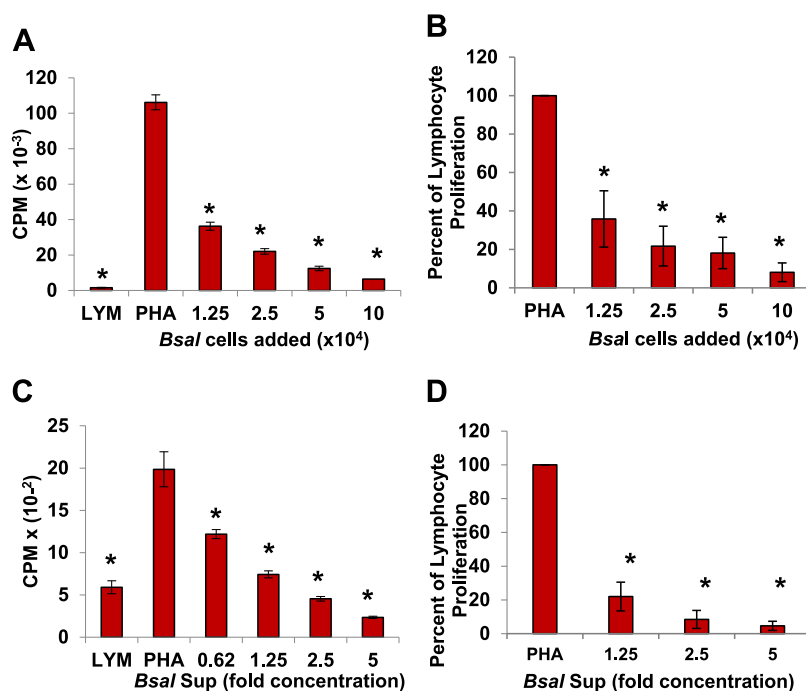 A
CPM (x 10-3)
120
100
80
60
40
20
0
*
*
*
*
*
LYM PHA 1.25 2.5 5 10
Bsal cells added (x10⁴)
B
Percent of Lymphocyte
Proliferation
120
100
80
60
40
20
0
*
*
*
*
PHA 1.25 2.5 5 10
Bsal cells added (x10⁴)
C
CPM x (10-²)
25
20
15
10
5
0
*
*
*
*
*
LYM PHA 0.62 1.25 2.5 5
Bsal Sup (fold concentration)
D
Percent of Lymphocyte
Proliferation
120
100
80
60
40
20
0
*
*
*
PHA 1.25 2.5 5
Bsal Sup (fold concentration)